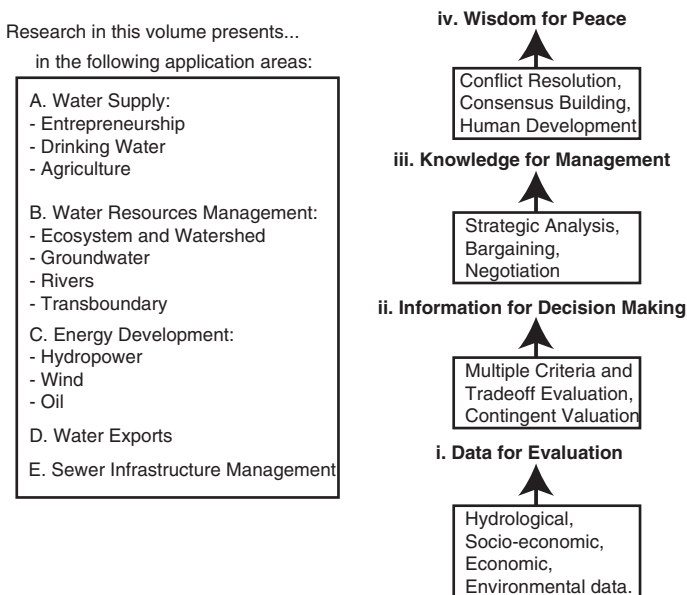 Research in this volume presents...
in the following application areas:
A. Water Supply:
- Entrepreneurship
- Drinking Water
- Agriculture
B. Water Resources Management:
- Ecosystem and Watershed
- Groundwater
- Rivers
- Transboundary
C. Energy Development:
- Hydropower
- Wind
- Oil
D. Water Exports
E. Sewer Infrastructure Management
iv. Wisdom for Peace
Conflict Resolution,
Consensus Building,
Human Development
iii. Knowledge for Management
Strategic Analysis,
Bargaining,
Negotiation
ii. Information for Decision Making
Multiple Criteria and
Tradeoff Evaluation,
Contingent Valuation
i. Data for Evaluation
Hydrological,
Socio-economic,
Economic,
Environmental data.